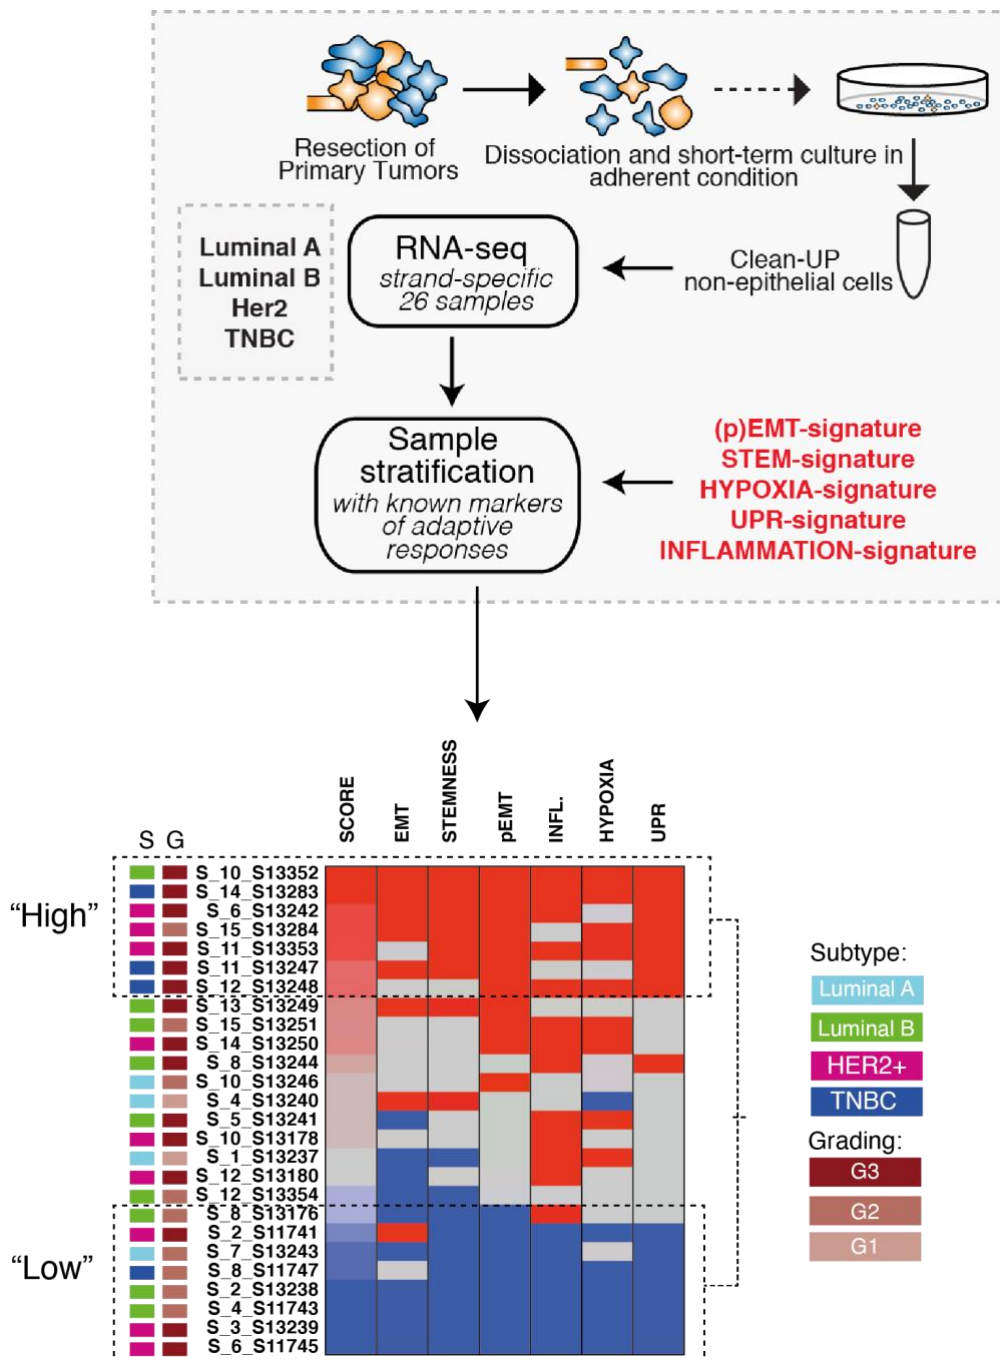 Resection of
Primary Tumors
Dissociation and short-term culture in
adherent condition
Luminal A
Luminal B
Her2
TNBC
RNA-seq
strand-specific
26 samples
Clean-UP
non-epithelial cells
Sample
stratification
with known markers
of adaptive
responses
(p)EMT-signature
STEM-signature
HYPOXIA-signature
UPR-signature
INFLAMMATION-signature
SCORE
EMT
STEMNESS
pEMT
INFL.
HYPOXIA
UPR
S G
"High"
S_10_S13352
S_14_S13283
S_6_S13242
S_15_S13284
S_11_S13353
S_11_S13247
S_12_S13248
S_13_S13249
S_15_S13251
S_14_S13250
S_8_S13244
S_10_S13246
S_4_S13240
S_5_S13241
S_10_S13178
S_1_S13237
S_12_S13180
S_12_S13354
"Low"
S_8_S13176
S_2_S11741
S_7_S13243
S_8_S11747
S_2_S13238
S_4_S11743
S_3_S13239
S_6_S11745
Subtype:
Luminal A
Luminal B
HER2+
TNBC
Grading:
G3
G2
G1